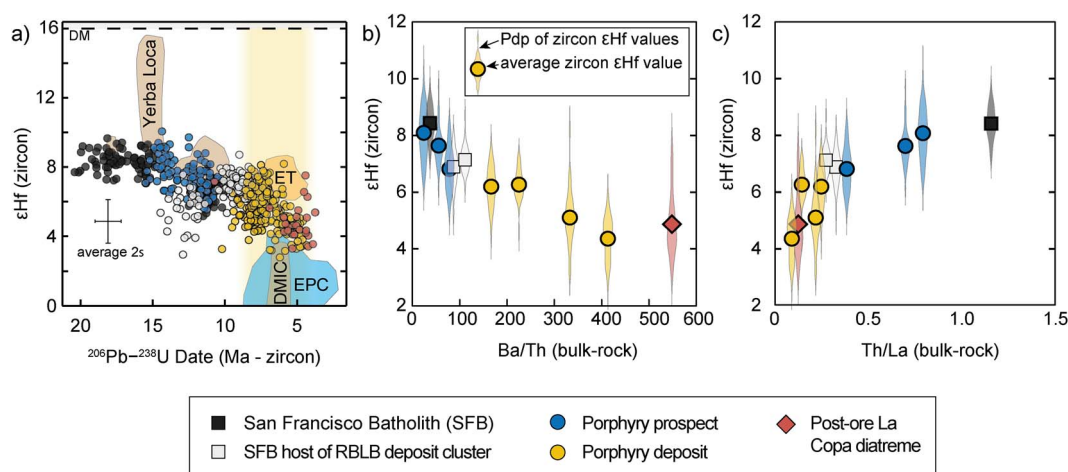 a)
16
DM
12
8
4
0
εHf (zircon)
Yerba Loca
ET
DMIC
EPC
average 2s
20
15
10
5
²⁰⁶Pb–²³⁸U Date (Ma - zircon)
b)
12
10
8
6
4
2
εHf (zircon)
Pdp of zircon εHf values
average zircon εHf value
0
100
200
300
400
500
600
Ba/Th (bulk-rock)
c)
12
10
8
6
4
2
εHf (zircon)
0
0.5
1.0
1.5
Th/La (bulk-rock)
San Francisco Batholith (SFB)
SFB host of RBLB deposit cluster
Porphyry prospect
Porphyry deposit
Post-ore La
Copa diatreme